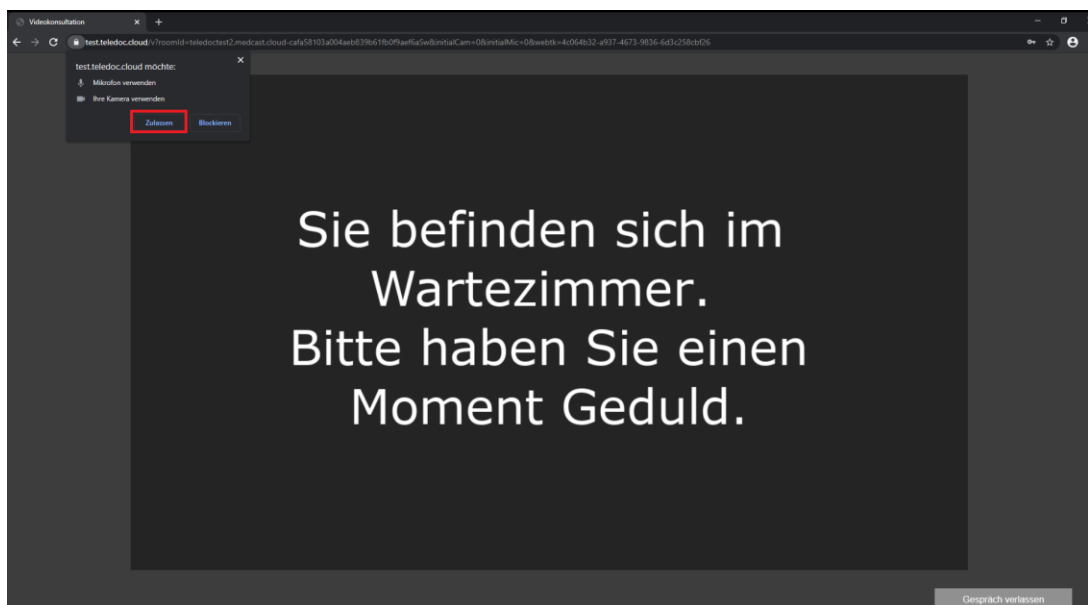 Videokonsultation
test.teledoc.cloud/v?roomId=teledoctest2.medcast.cloud-cafa58103a004aeb839b61fb0f9aef6a5w&initialCam=0&initialMic=0&webtk=4c064b32-a937-4673-9836-6d3c258cbf26
test.teledoc.cloud möchte:
Mikrofon verwenden
Ihre Kamera verwenden
Zulassen Blockieren
Sie befinden sich im
Wartezimmer.
Bitte haben Sie einen
Moment Geduld.
Gespräch verlassen